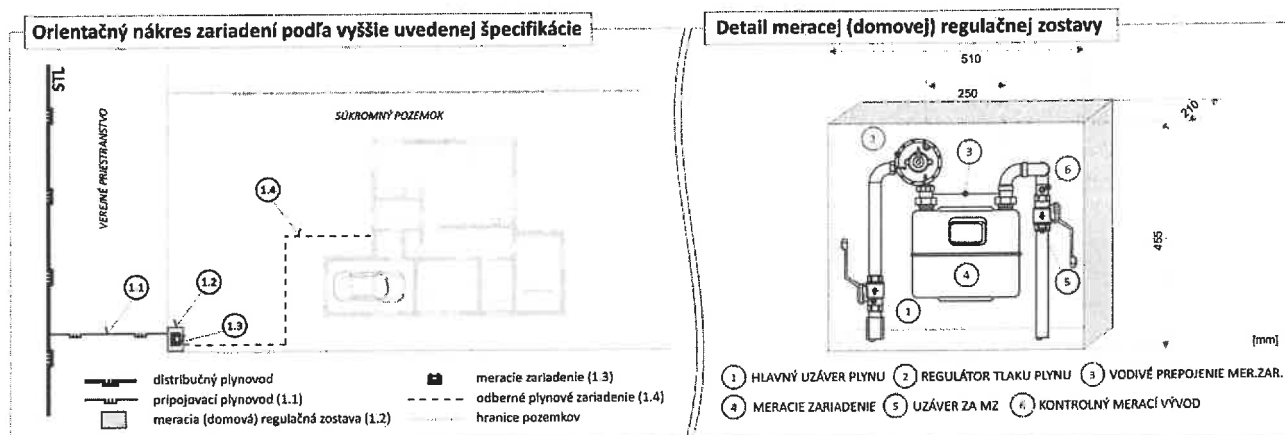 Orientačný nákres zariadení podľa vyššie uvedenej špecifikácie
STL
VEREJNÉ PRIESTRANSTVO
SÚKROMNÝ POZEMOK
1.4
1.1
1.2
1.3
distribučný plynovod
pripojovací plynovod (1.1)
meracia (domová) regulačná zostava (1.2)
meracie zariadenie (1.3)
odberné plynové zariadenie (1.4)
hranice pozemkov
Detail meracej (domovej) regulačnej zostavy
510
250
210
2
3
6
455
4
5
1
[mm]
1 HLAVNÝ UZÁVER PLYNU 2 REGULÁTOR TLAKU PLYNU 3 VODIVÉ PREPOJENIE MER.ZAR.
4 MERACIE ZARIADENIE 5 UZÁVER ZA MZ 6 KONTROLNÝ MERACÍ VÝVOD